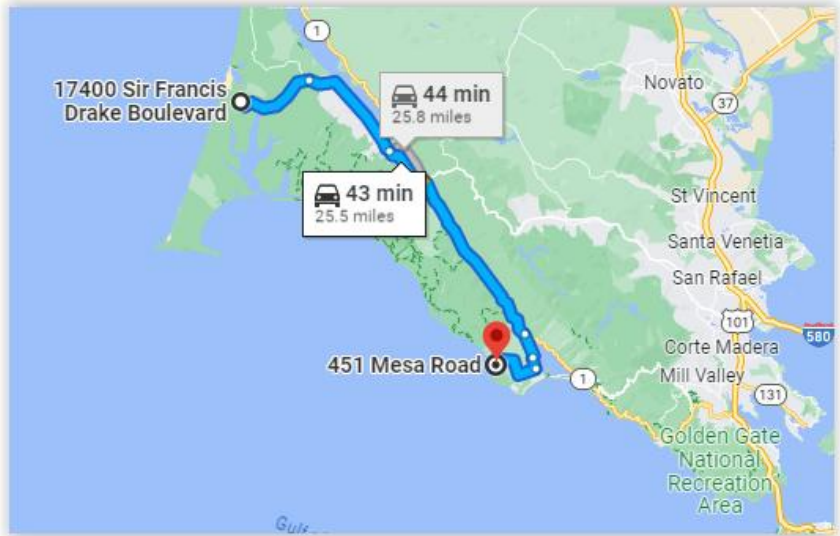 1
17400 Sir Francis
Drake Boulevard
44 min
25.8 miles
Novato
37
43 min
25.5 miles
St Vincent
Santa Venetia
San Rafael
101
580
451 Mesa Road
Corte Madera
1
Mill Valley
131
Golden Gate
National
Recreation
Area